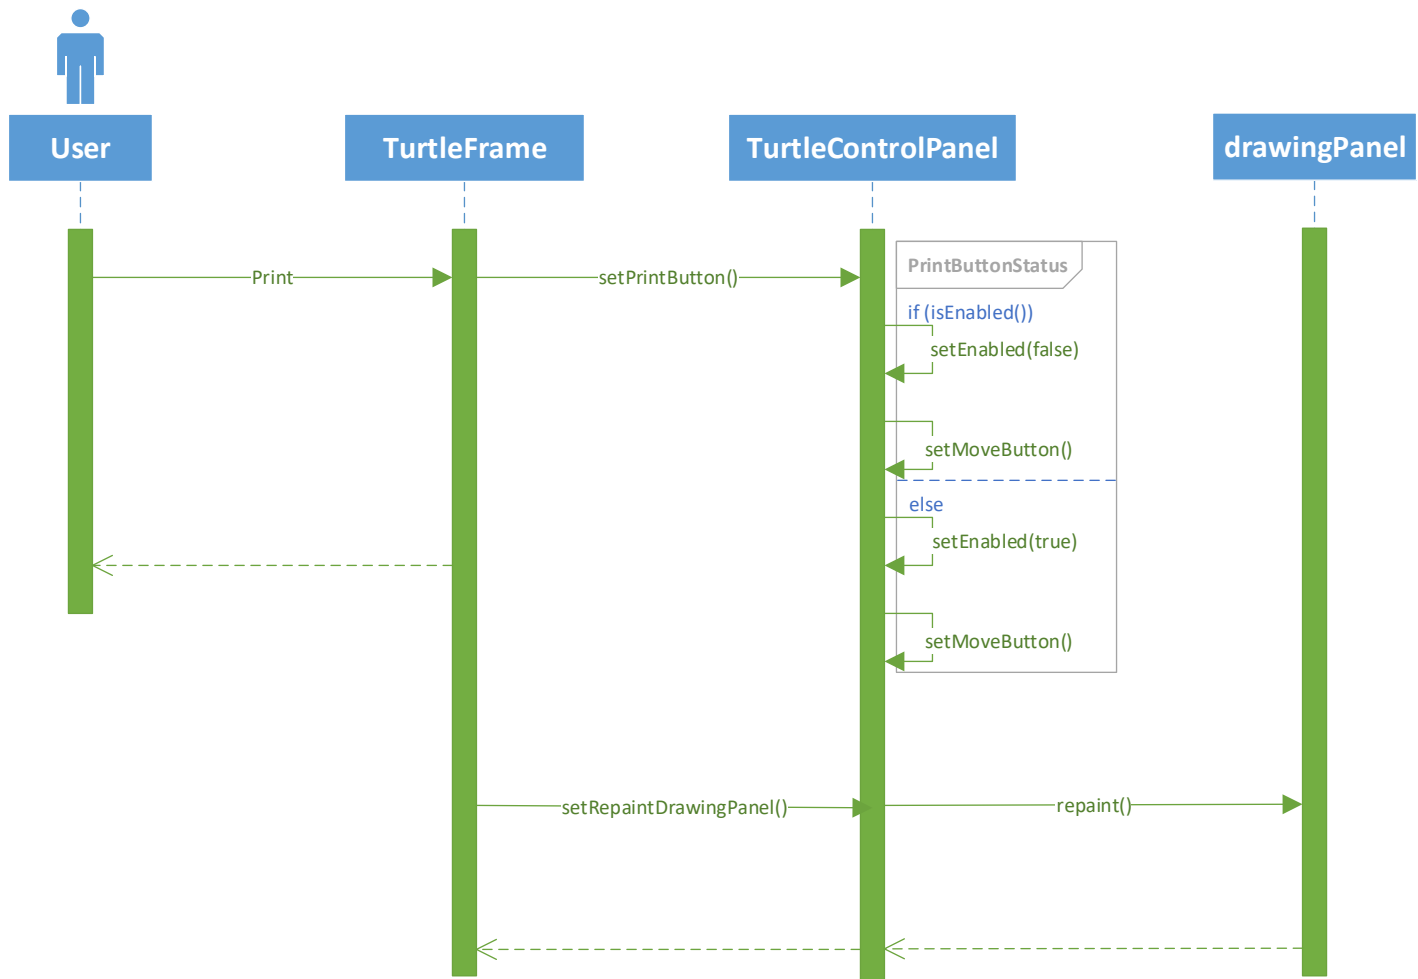 User
TurtleFrame
TurtleControlPanel
drawingPanel
Print
setPrintButton()
PrintButtonStatus
if (isEnabled())
setEnabled(false)
setMoveButton()
else
setEnabled(true)
setMoveButton()
setRepaintDrawingPanel()
repaint()